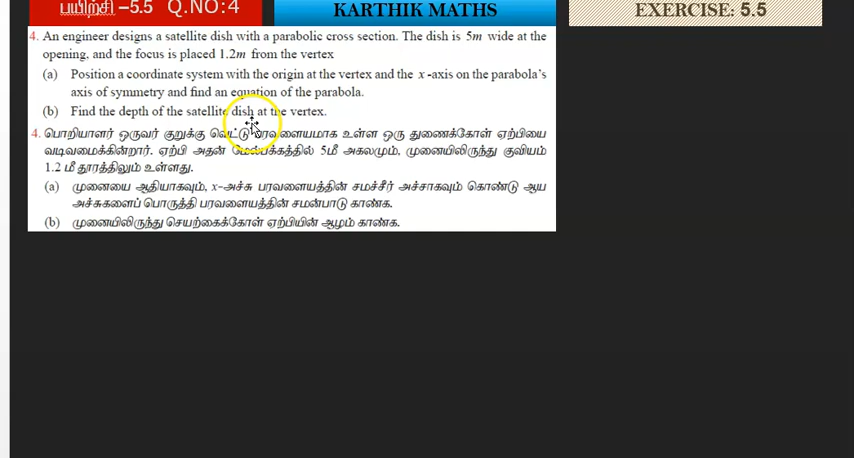 பயிற்சி –5.5 Q.NO:4
KARTHIK MATHS
EXERCISE: 5.5
4. An engineer designs a satellite dish with a parabolic cross section. The dish is 5m wide at the
opening, and the focus is placed 1.2m from the vertex
(a) Position a coordinate system with the origin at the vertex and the x -axis on the parabola’s
axis of symmetry and find an equation of the parabola.
(b) Find the depth of the satellite dish at the vertex.
4. பொறியாளர் ஒருவர் குறுக்கு வெட்டு பரவளையமாக உள்ள ஒரு துணைக்கோள் ஏற்பியை
வடிவமைக்கின்றார். ஏற்பி அதன் மேல்பக்கத்தில் 5மீ அகலமும், முனையிலிருந்து குவியம்
1.2 மீ தூரத்திலும் உள்ளது.
(a) முனையை ஆதியாகவும், x-அச்சு பரவளையத்தின் சமச்சீர் அச்சாகவும் கொண்டு ஆய
அச்சுகளைப் பொருத்தி பரவளையத்தின் சமன்பாடு காண்க.
(b) முனையிலிருந்து செயற்கைக்கோள் ஏற்பியின் ஆழம் காண்க.